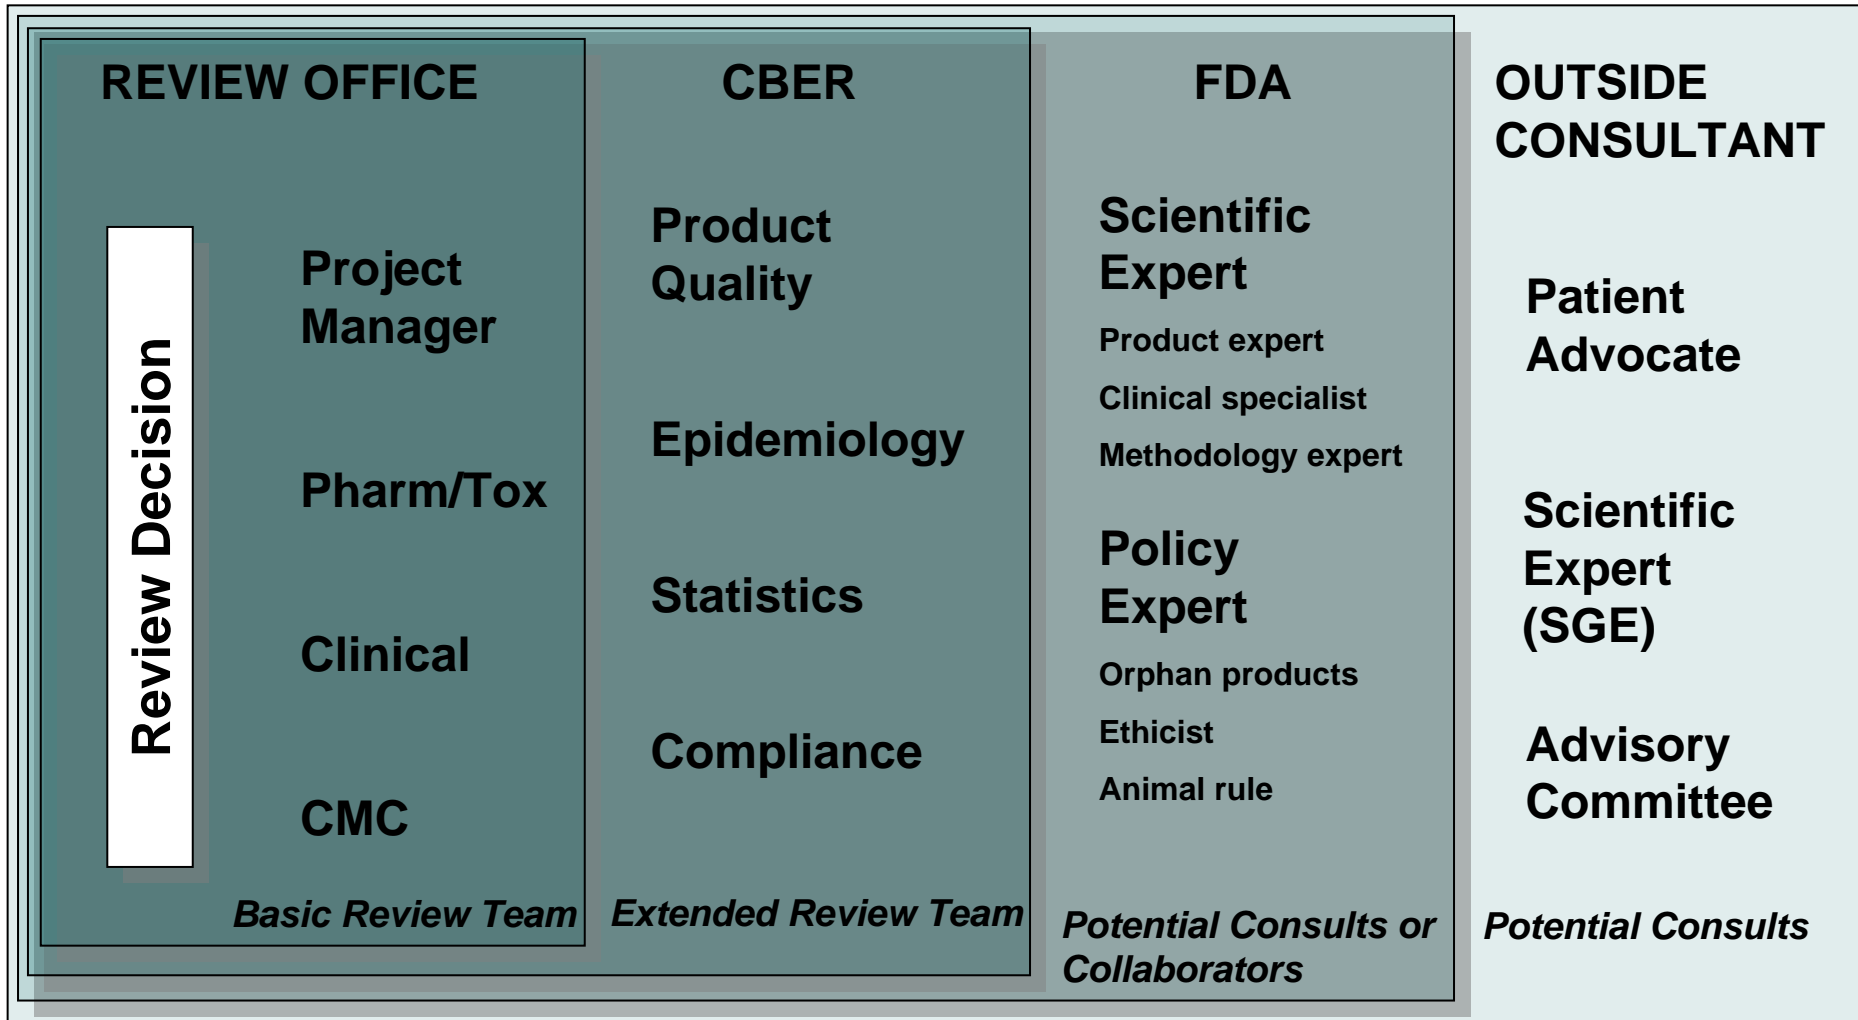 REVIEW OFFICE
Review Decision
Project
Manager
Pharm/Tox
Clinical
CMC
Basic Review Team
CBER
Product
Quality
Epidemiology
Statistics
Compliance
Extended Review Team
FDA
Scientific
Expert
Product expert
Clinical specialist
Methodology expert
Policy
Expert
Orphan products
Ethicist
Animal rule
Potential Consults or
Collaborators
OUTSIDE
CONSULTANT
Patient
Advocate
Scientific
Expert
(SGE)
Advisory
Committee
Potential Consults